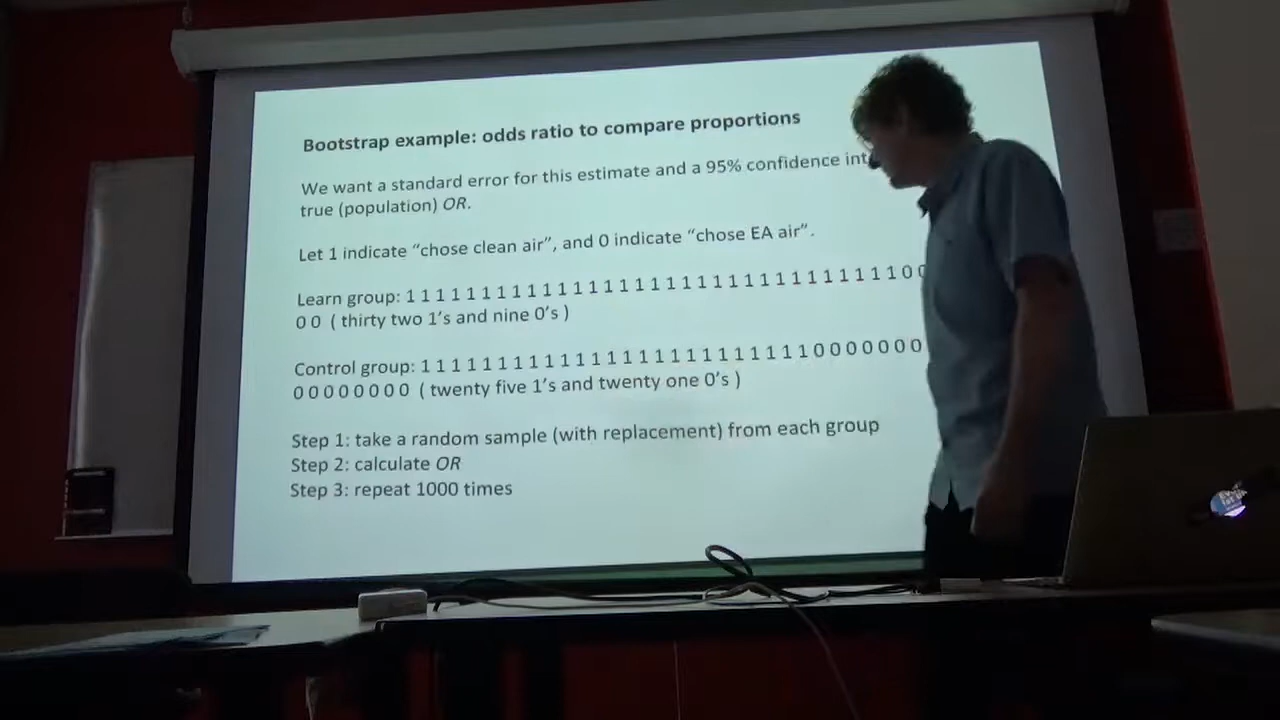 Bootstrap example: odds ratio to compare proportions
We want a standard error for this estimate and a 95% confidence
true (population) OR.
Let 1 indicate “chose clean air”, and 0 indicate “chose EA air”.
Learn group: 1 1 1 1 1 1 1 1 1 1 1 1 1 1 1 1 1 1 1 1 1 1 1 1 1 1 1 1 1 1 1 1 0 0
0 0 ( thirty two 1’s and nine 0’s )
Control group: 1 1 1 1 1 1 1 1 1 1 1 1 1 1 1 1 1 1 1 1 1 1 1 1 1 0 0 0 0 0 0 0
0 0 0 0 0 0 0 0 ( twenty five 1’s and twenty one 0’s )
Step 1: take a random sample (with replacement) from each group
Step 2: calculate OR
Step 3: repeat 1000 times